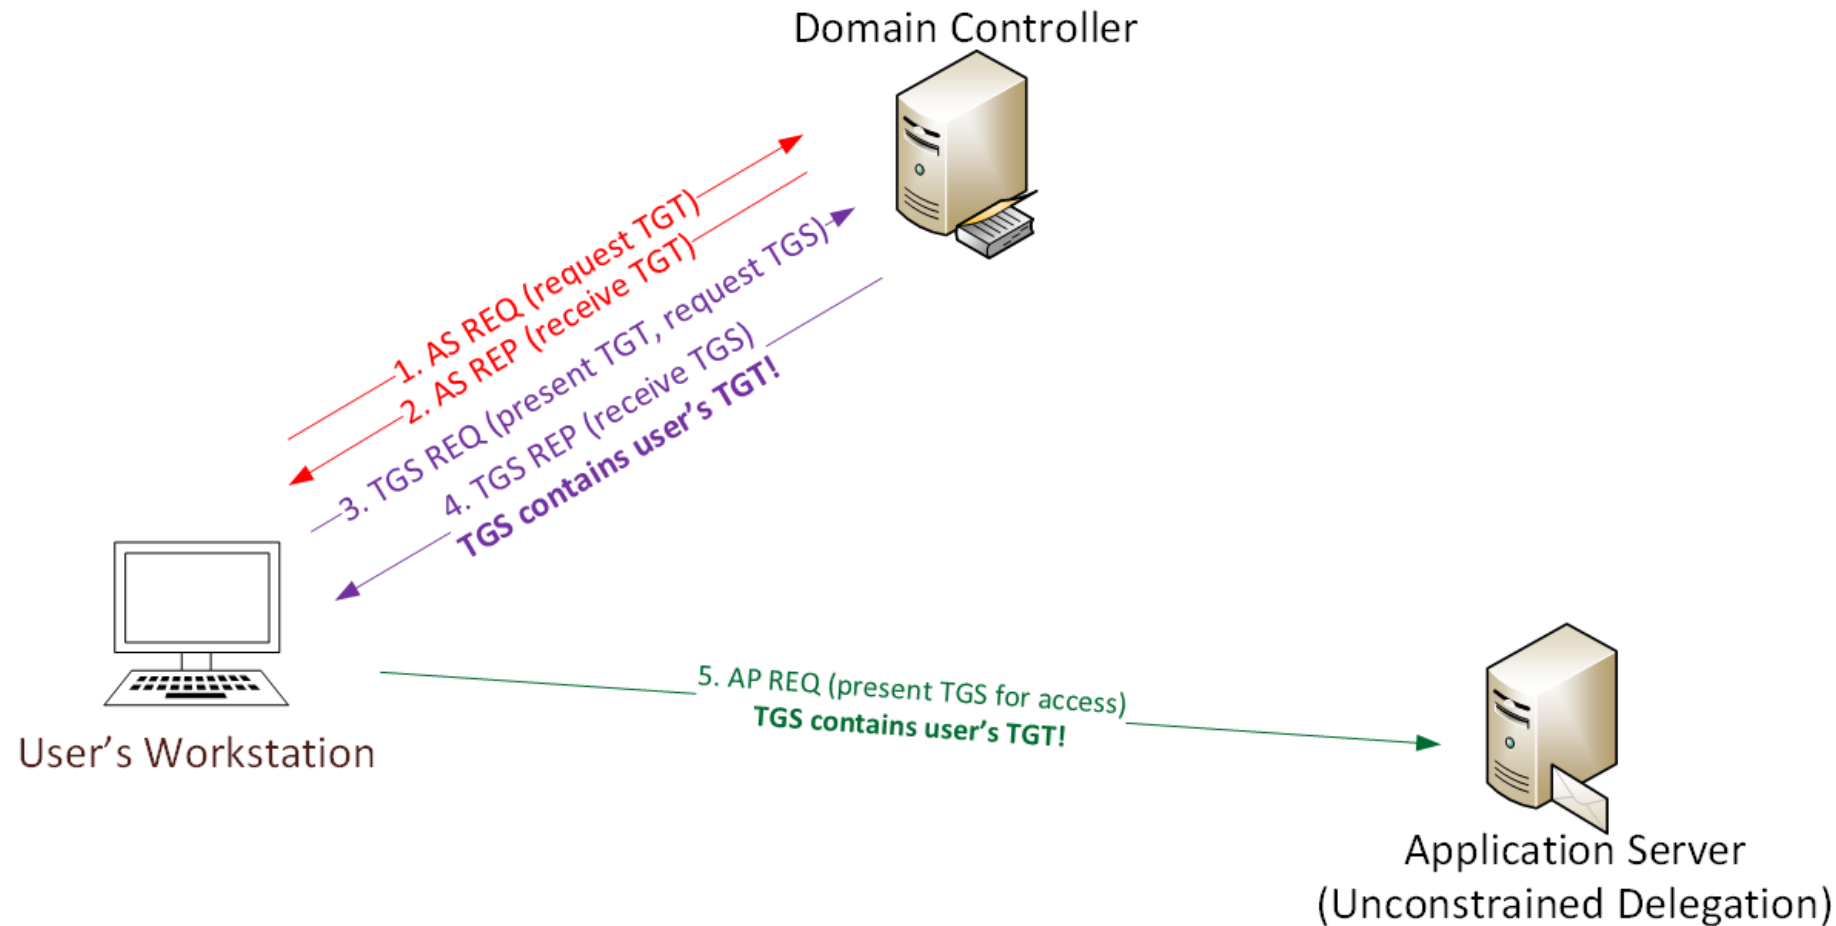 Domain Controller
1. AS REQ (request TGT)
2. AS REP (receive TGT)
3. TGS REQ (present TGT, request TGS)
4. TGS REP (receive TGS)
TGS contains user’s TGT!
5. AP REQ (present TGS for access)
TGS contains user’s TGT!
User’s Workstation
Application Server
(Unconstrained Delegation)